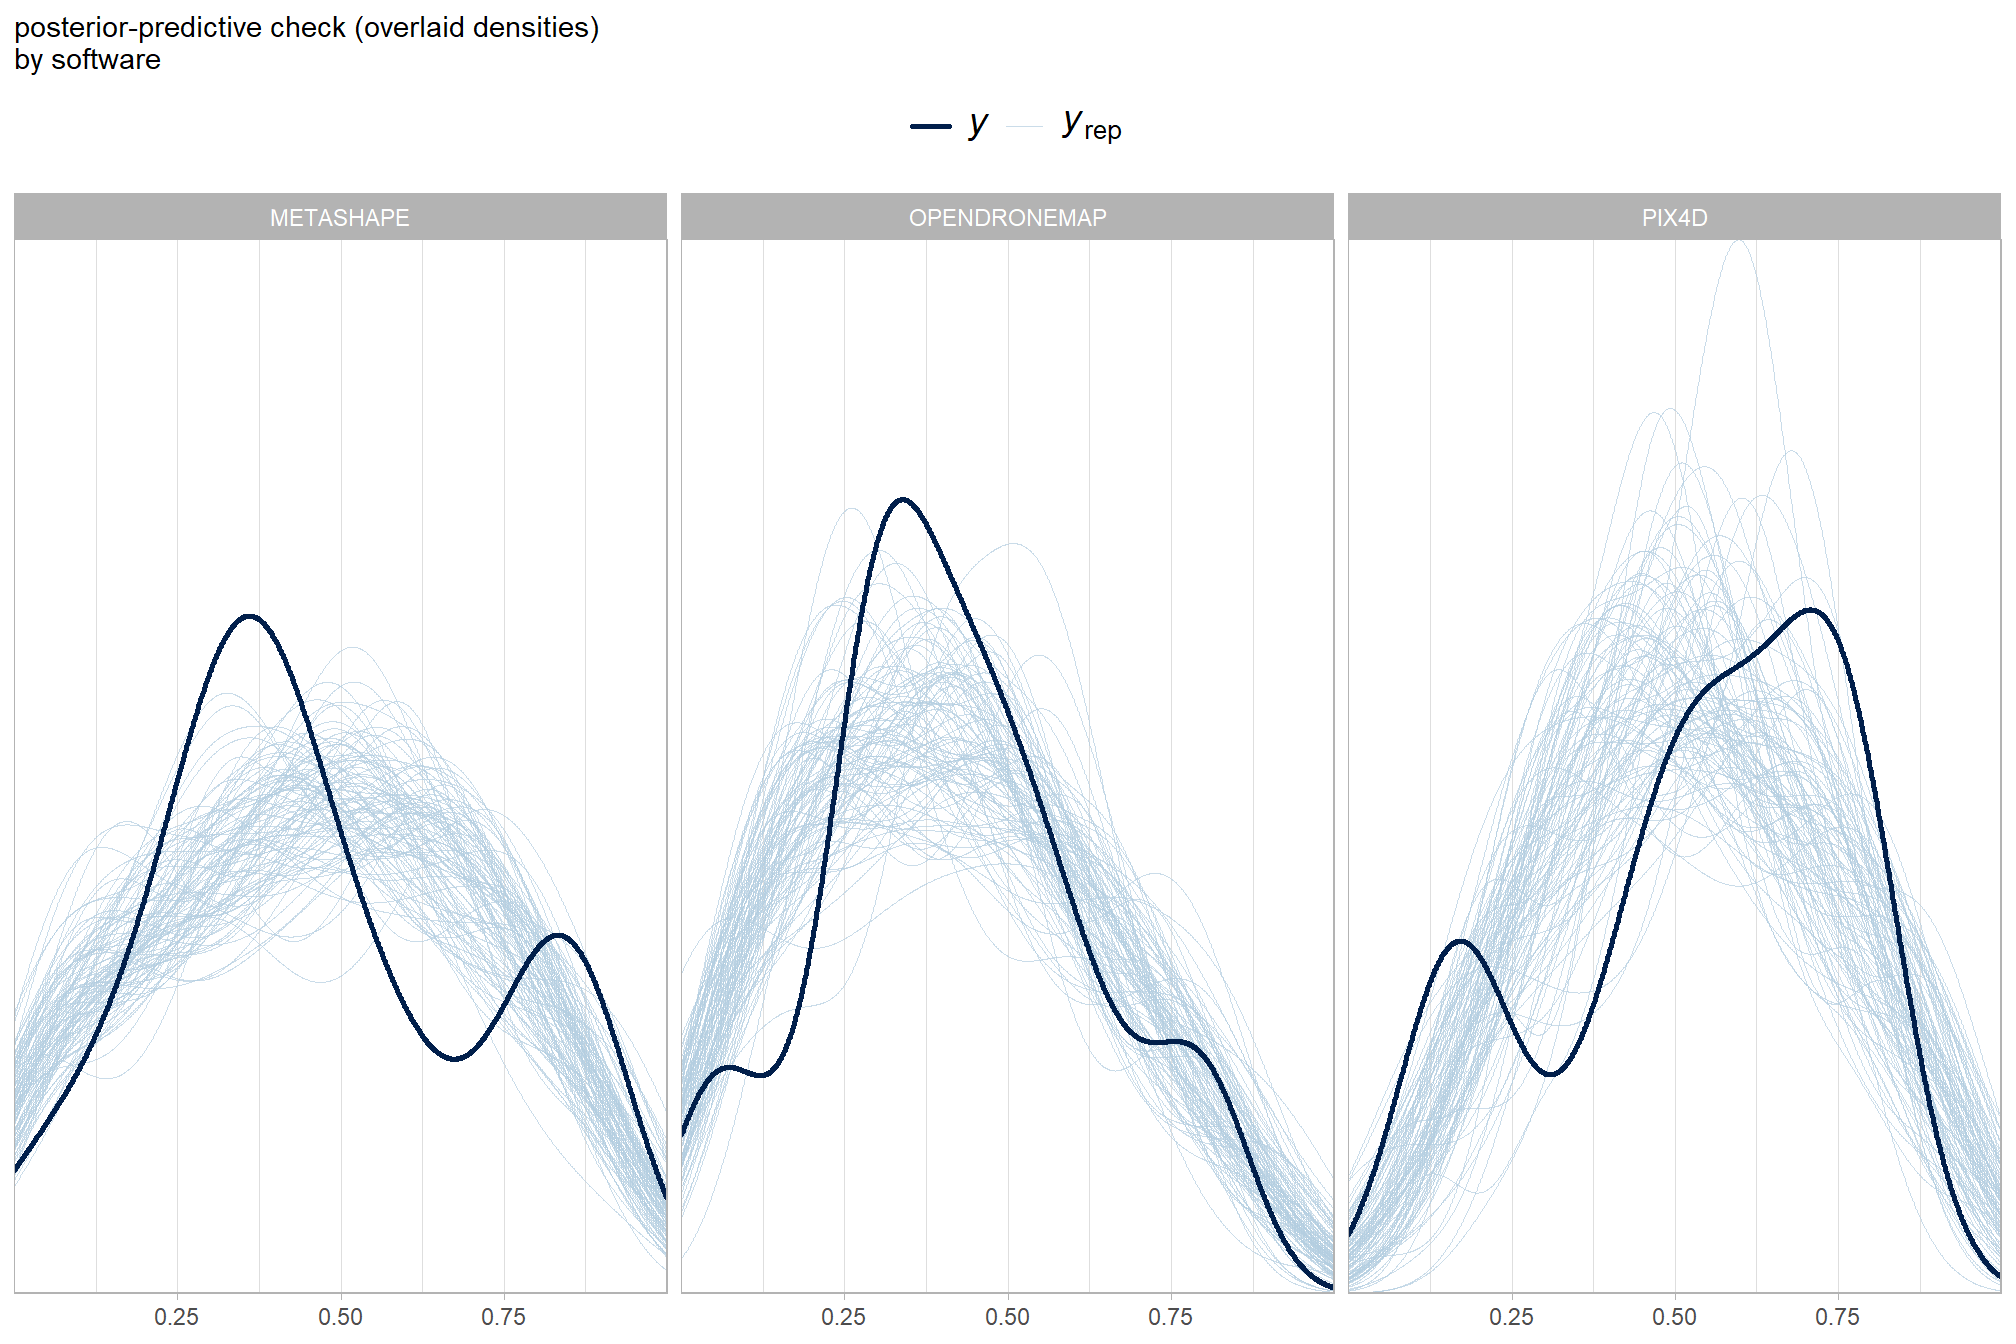 posterior-predictive check (overlaid densities)
by software
y y rep
METASHAPE OPENDRONEMAP PIX4D
0.25 0.50 0.75 0.25 0.50 0.75 0.25 0.50 0.75